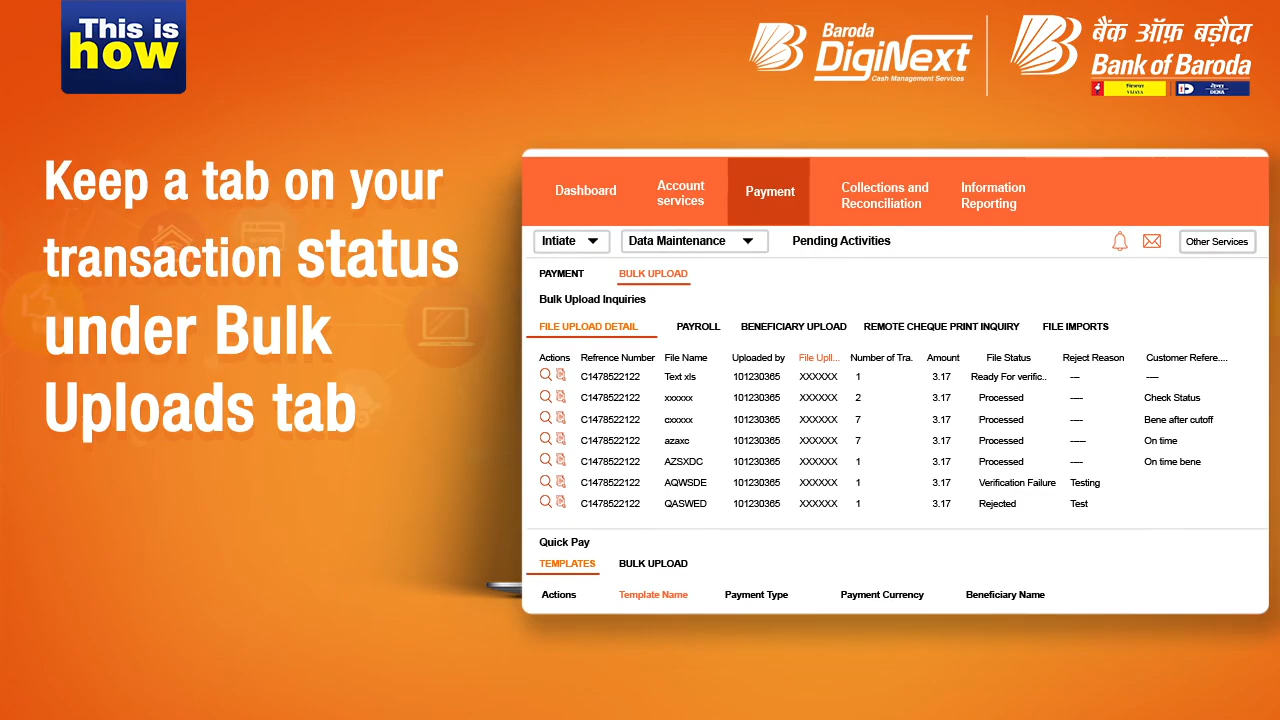 This is
how
Baroda
DigiNext
Cash Management Services
बैंक ऑफ़ बड़ौदा
Bank of Baroda
विजया
VIJAYA
देना
DENA
Keep a tab on your
transaction status
under Bulk
Uploads tab
Dashboard
Account
services
Payment
Collections and
Reconciliation
Information
Reporting
Intiate
Data Maintenance
Pending Activities
Other Services
PAYMENT BULK UPLOAD
Bulk Upload Inquiries
FILE UPLOAD DETAIL PAYROLL BENEFICIARY UPLOAD REMOTE CHEQUE PRINT INQUIRY FILE IMPORTS
Actions Refrence Number File Name Uploaded by File Upll... Number of Tra. Amount File Status Reject Reason Customer Refere....
C1478522122 Text xls 101230365 XXXXXX 1 3.17 Ready For verific.. --- ----
C1478522122 xxxxxx 101230365 XXXXXX 2 3.17 Processed ---- Check Status
C1478522122 cxxxxx 101230365 XXXXXX 7 3.17 Processed ---- Bene after cutoff
C1478522122 azaxc 101230365 XXXXXX 7 3.17 Processed ----- On time
C1478522122 AZSXDC 101230365 XXXXXX 1 3.17 Processed ---- On time bene
C1478522122 AQWSDE 101230365 XXXXXX 1 3.17 Verification Failure Testing
C1478522122 QASWED 101230365 XXXXXX 1 3.17 Rejected Test
Quick Pay
TEMPLATES BULK UPLOAD
Actions Template Name Payment Type Payment Currency Beneficiary Name